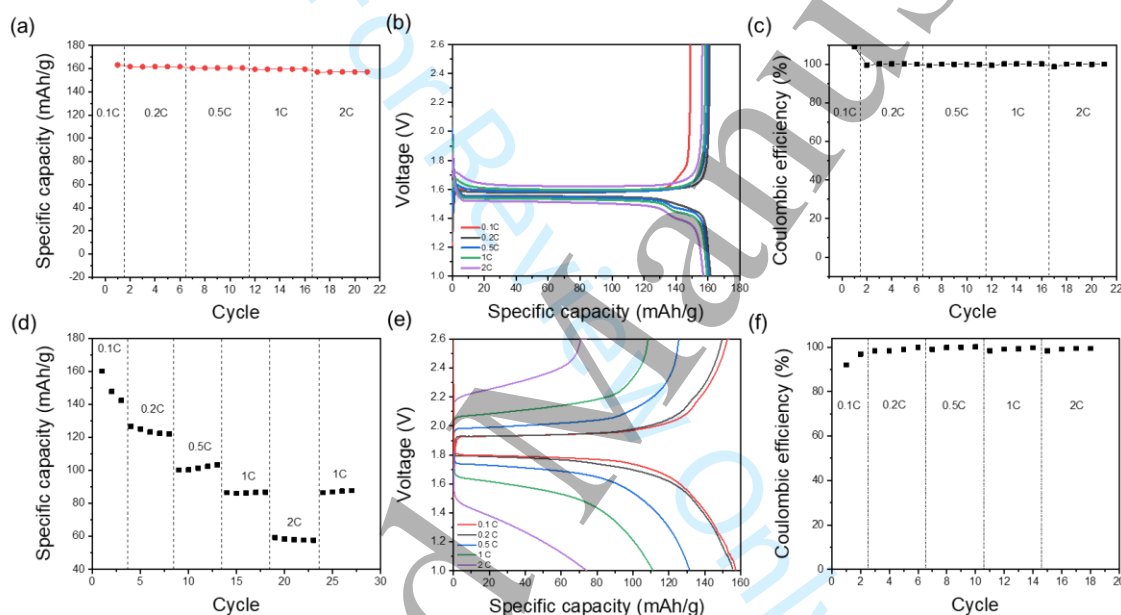 (a)
Specific capacity (mAh/g)
180
160
140
120
100
80
60
40
20
0
-20
0.1C
0.2C
0.5C
1C
2C
0 2 4 6 8 10 12 14 16 18 20 22
Cycle
(b)
Voltage (V)
2.6
2.4
2.2
2.0
1.8
1.6
1.4
1.2
1.0
0.1C
0.2C
0.5C
1C
2C
0 20 40 60 80 100 120 140 160 180
Specific capacity (mAh/g)
(c)
Coulombic efficiency (%)
100
80
60
40
20
0
0.1C
0.2C
0.5C
1C
2C
0 2 4 6 8 10 12 14 16 18 20 22
Cycle
(d)
Specific capacity (mAh/g)
180
160
140
120
100
80
60
40
0.1C
0.2C
0.5C
1C
2C
1C
0 5 10 15 20 25 30
Cycle
(e)
Voltage (V)
2.6
2.4
2.2
2.0
1.8
1.6
1.4
1.2
1.0
0.1 C
0.2 C
0.5 C
1 C
2 C
0 20 40 60 80 100 120 140 160
Specific capacity (mAh/g)
(f)
Coulombic efficiency (%)
100
80
60
40
20
0
0.1C
0.2C
0.5C
1C
2C
0 2 4 6 8 10 12 14 16 18 20
Cycle
or Review Only
d Manus